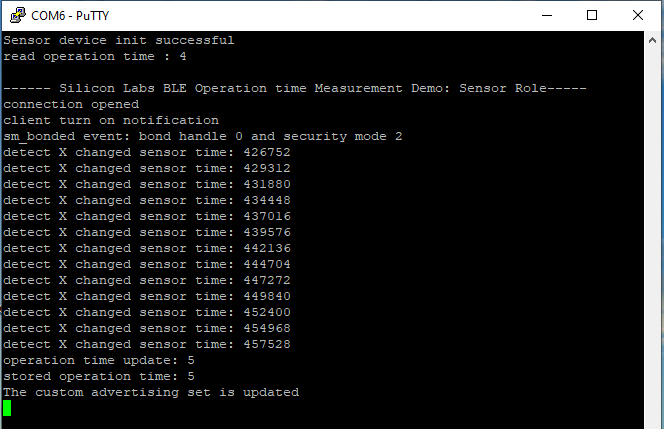 COM6 - PuTTY
Sensor device init successful
read operation time : 4
------ Silicon Labs BLE Operation time Measurement Demo: Sensor Role-----
connection opened
client turn on notification
sm_bonded event: bond handle 0 and security mode 2
detect X changed sensor time: 426752
detect X changed sensor time: 429312
detect X changed sensor time: 431880
detect X changed sensor time: 434448
detect X changed sensor time: 437016
detect X changed sensor time: 439576
detect X changed sensor time: 442136
detect X changed sensor time: 444704
detect X changed sensor time: 447272
detect X changed sensor time: 449840
detect X changed sensor time: 452400
detect X changed sensor time: 454968
detect X changed sensor time: 457528
operation time update: 5
stored operation time: 5
The custom advertising set is updated